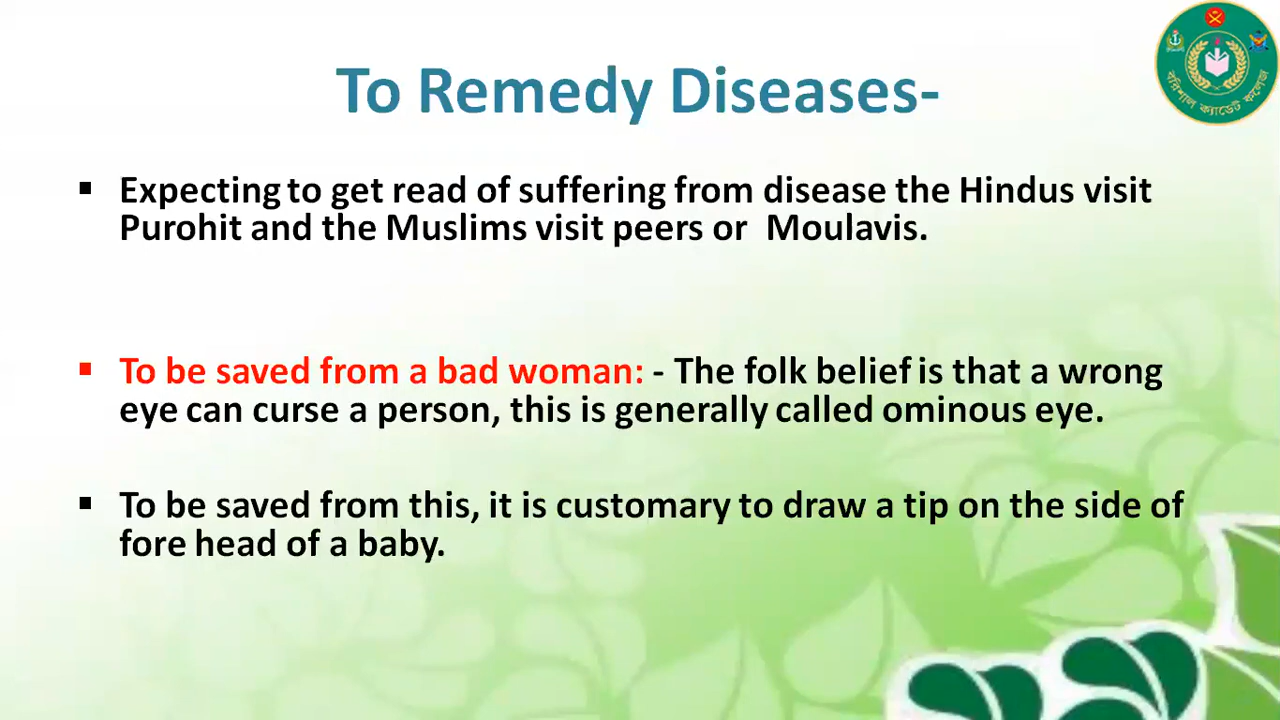 বরিশাল ক্যাডেট কলেজ
To Remedy Diseases-
▪ Expecting to get read of suffering from disease the Hindus visit
Purohit and the Muslims visit peers or Moulavis.
▪ To be saved from a bad woman: - The folk belief is that a wrong
eye can curse a person, this is generally called ominous eye.
▪ To be saved from this, it is customary to draw a tip on the side of
fore head of a baby.